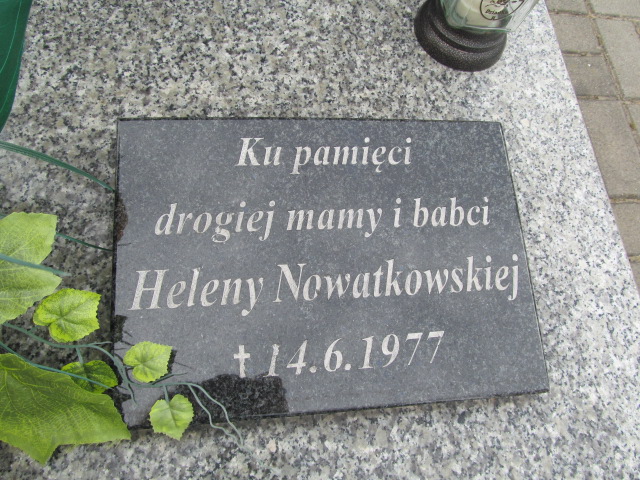 Ku pamięci
drogiej mamy i babci
Heleny Nowatkowskiej
✝ 14.6.1977